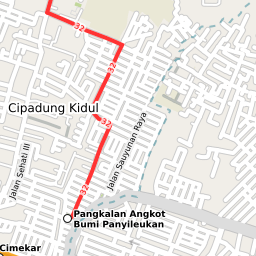 32
32
Cipadung Kidul
32
Jalan Sauyunan Raya
Jalan Sehati III
32
Pangkalan Angkot
Bumi Panyileukan
Cimekar